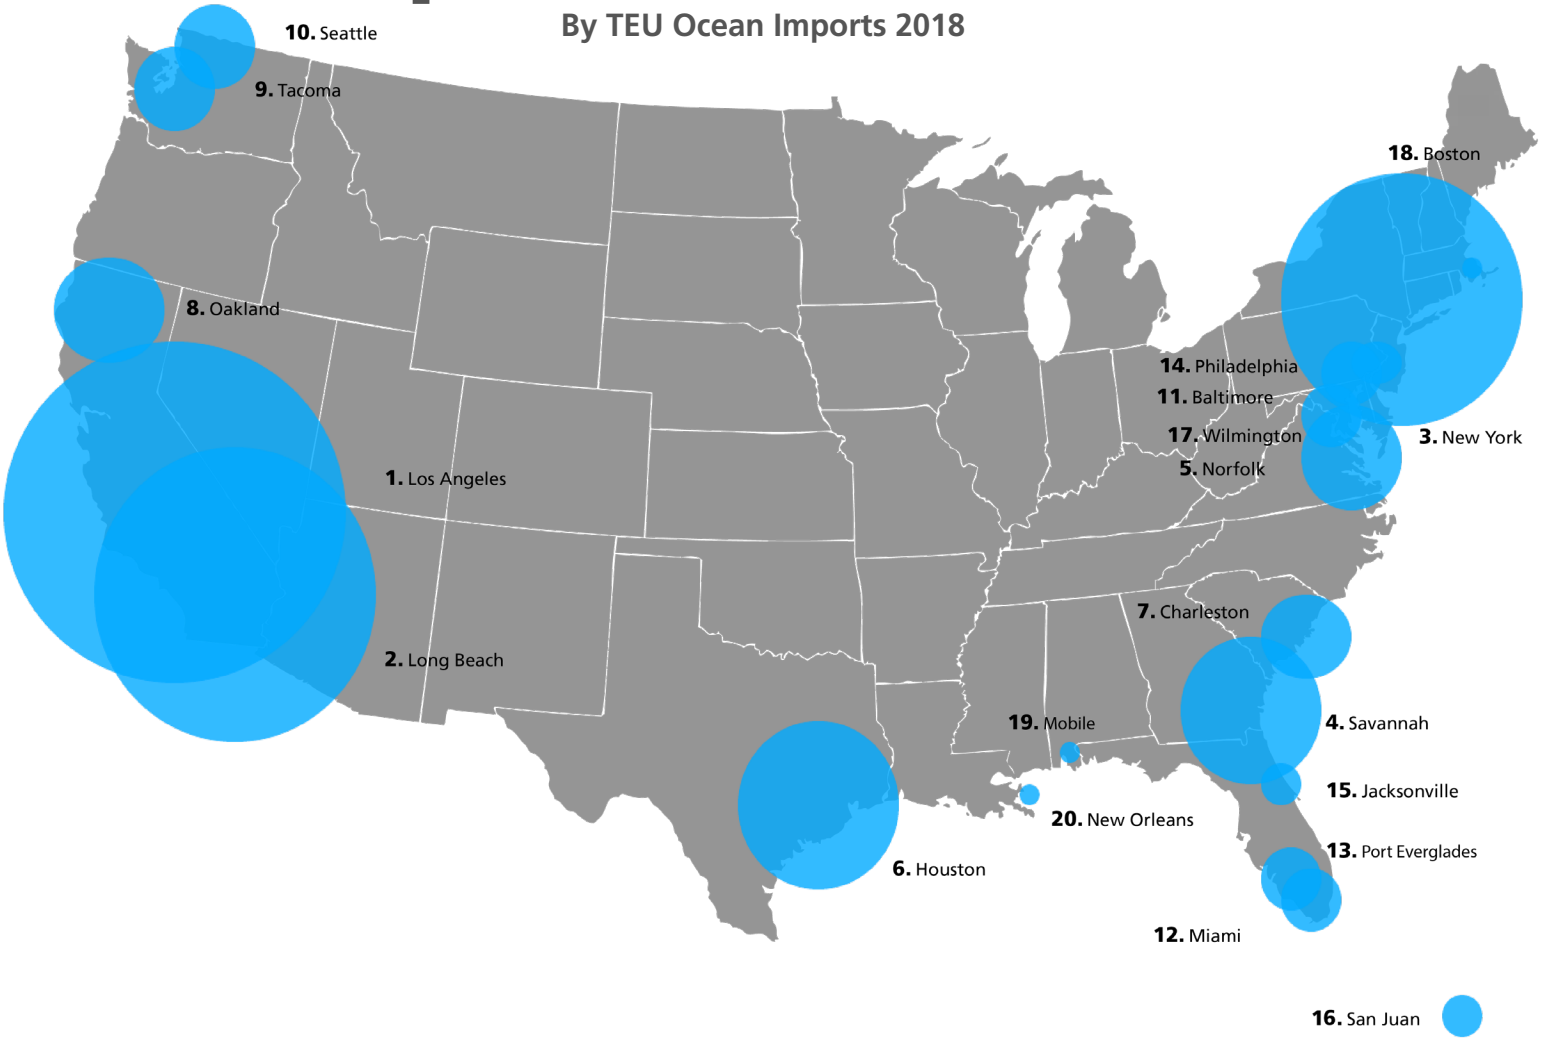 By TEU Ocean Imports 2018
10. Seattle
9. Tacoma
18. Boston
8. Oakland
14. Philadelphia
11. Baltimore
17. Wilmington
3. New York
5. Norfolk
1. Los Angeles
7. Charleston
2. Long Beach
19. Mobile
4. Savannah
15. Jacksonville
20. New Orleans
13. Port Everglades
6. Houston
12. Miami
16. San Juan